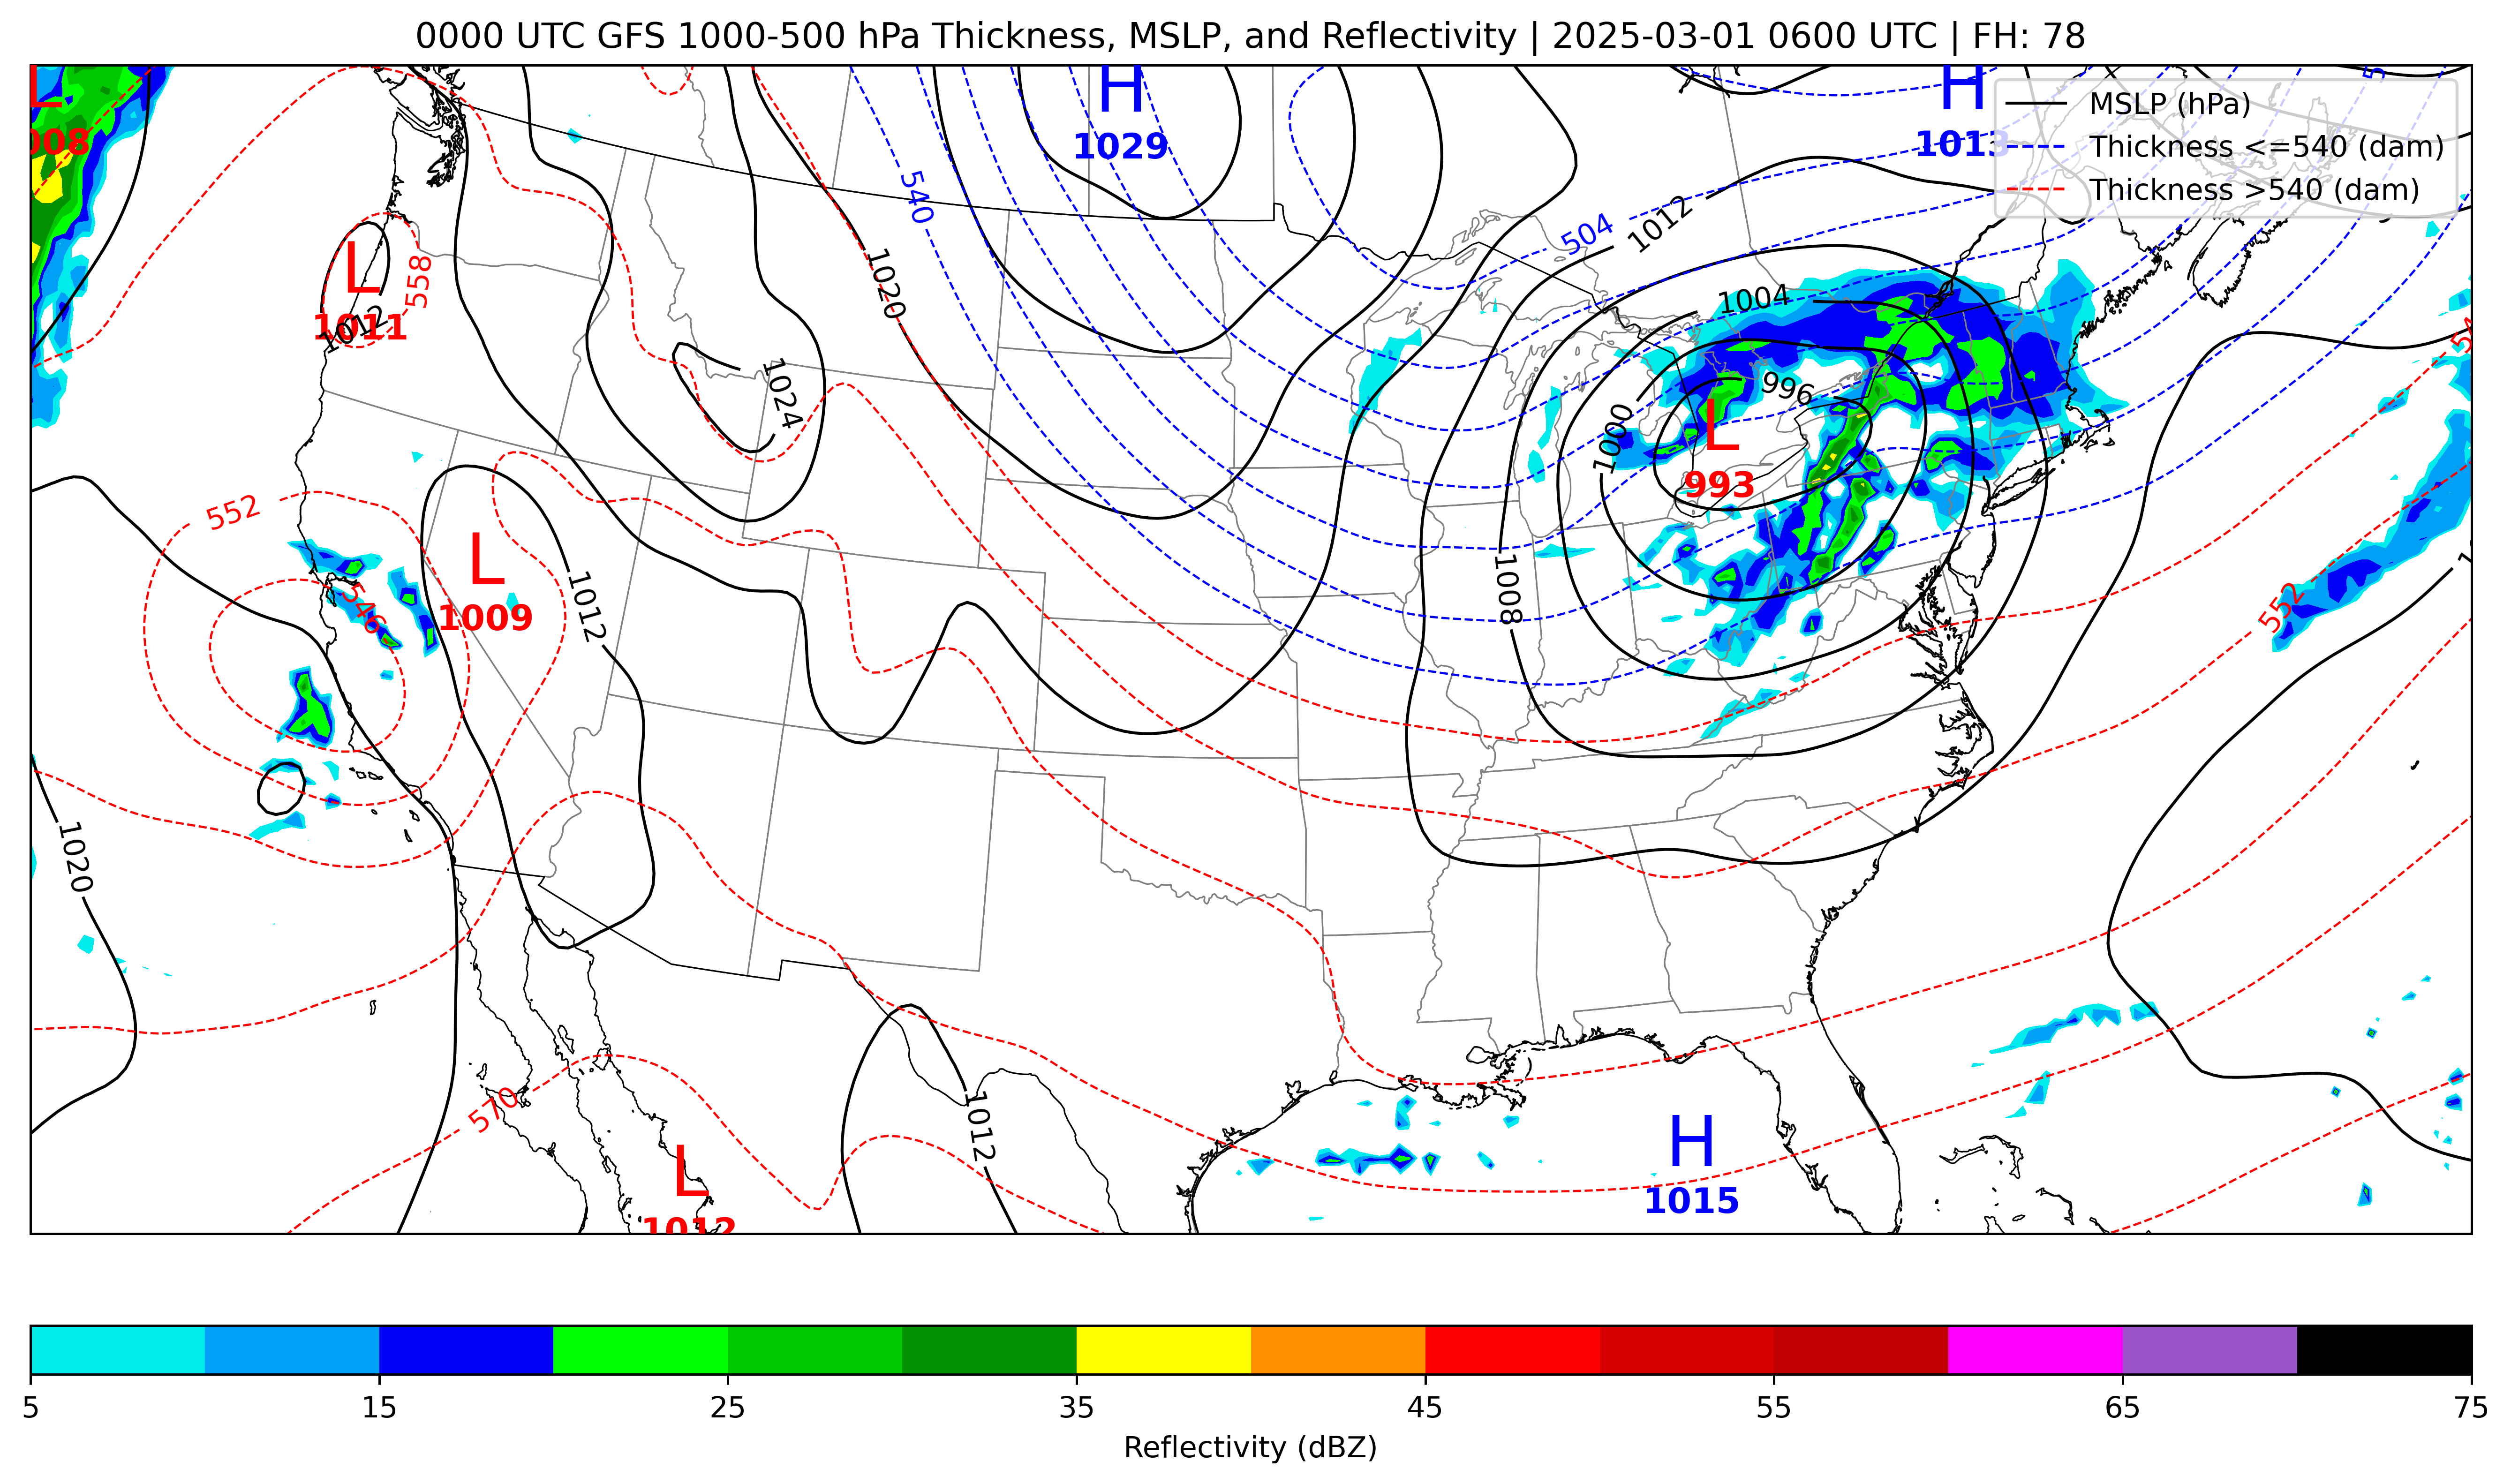 0000 UTC GFS 1000-500 hPa Thickness, MSLP, and Reflectivity | 2025-03-01 0600 UTC | FH: 78
L
008
H
1029
H
1013
5
MSLP (hPa)
Thickness <=540 (dam)
Thickness >540 (dam)
540
504
1012
L
1011
1012
558
1020
1004
1024
996
1000
L
993
54
552
L
1009
546
1012
1008
552
1020
570
1012
L
1012
H
1015
5 15 25 35 45 55 65 75
Reflectivity (dBZ)